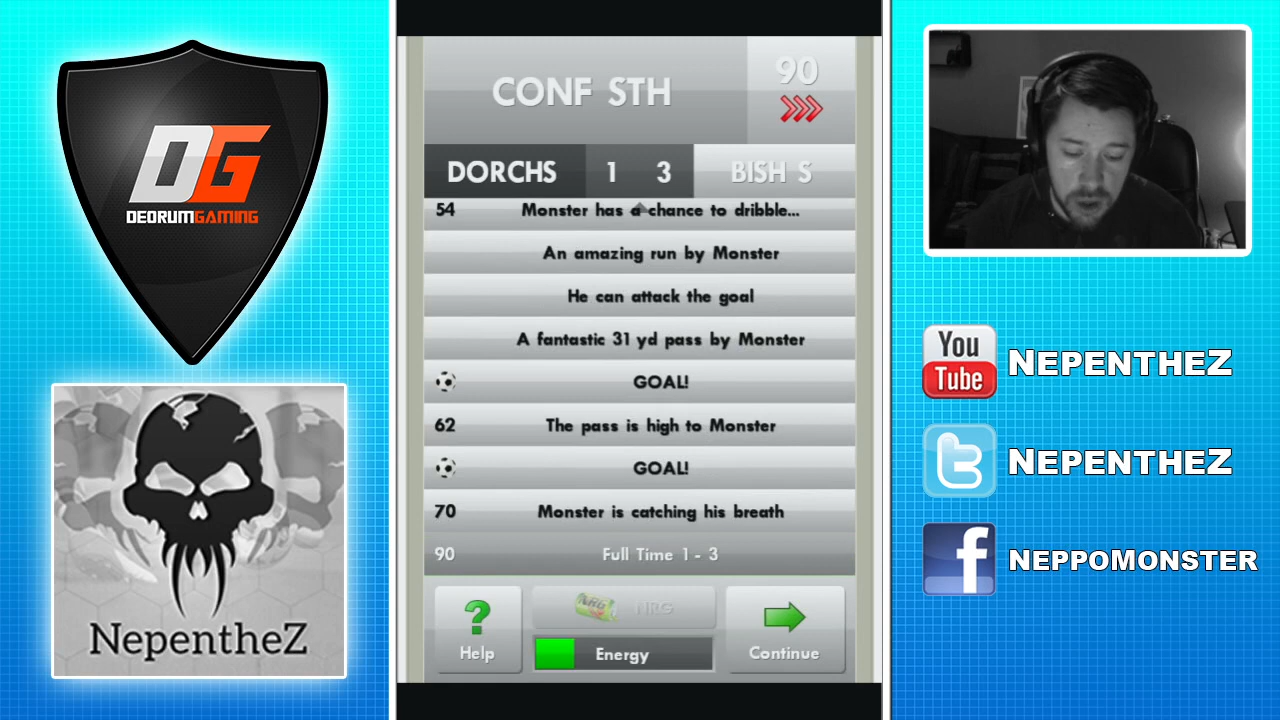 DG
DEORUMGAMING
NepentheZ
CONF STH
90
DORCHS 1 3 BISH S
54 Monster has a chance to dribble...
An amazing run by Monster
He can attack the goal
A fantastic 31 yd pass by Monster
GOAL!
62 The pass is high to Monster
GOAL!
70 Monster is catching his breath
90 Full Time 1 - 3
? Help
NRG NRG
Energy
Continue
You Tube NEPENTHEZ
t NEPENTHEZ
f NEPPOMONSTER